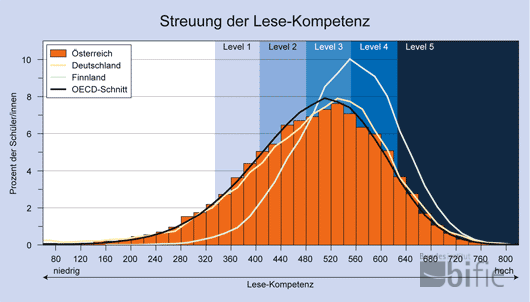 Streuung der Lese-Kompetenz
Level 1 Level 2 Level 3 Level 4 Level 5
Österreich
Deutschland
Finnland
OECD-Schnitt
Prozent der Schüler/innen
10
8
6
4
2
0
80 120 160 200 240 280 320 360 400 440 480 520 560 600 640 680 720 760 800
niedrig hoch
Lese-Kompetenz
bifie